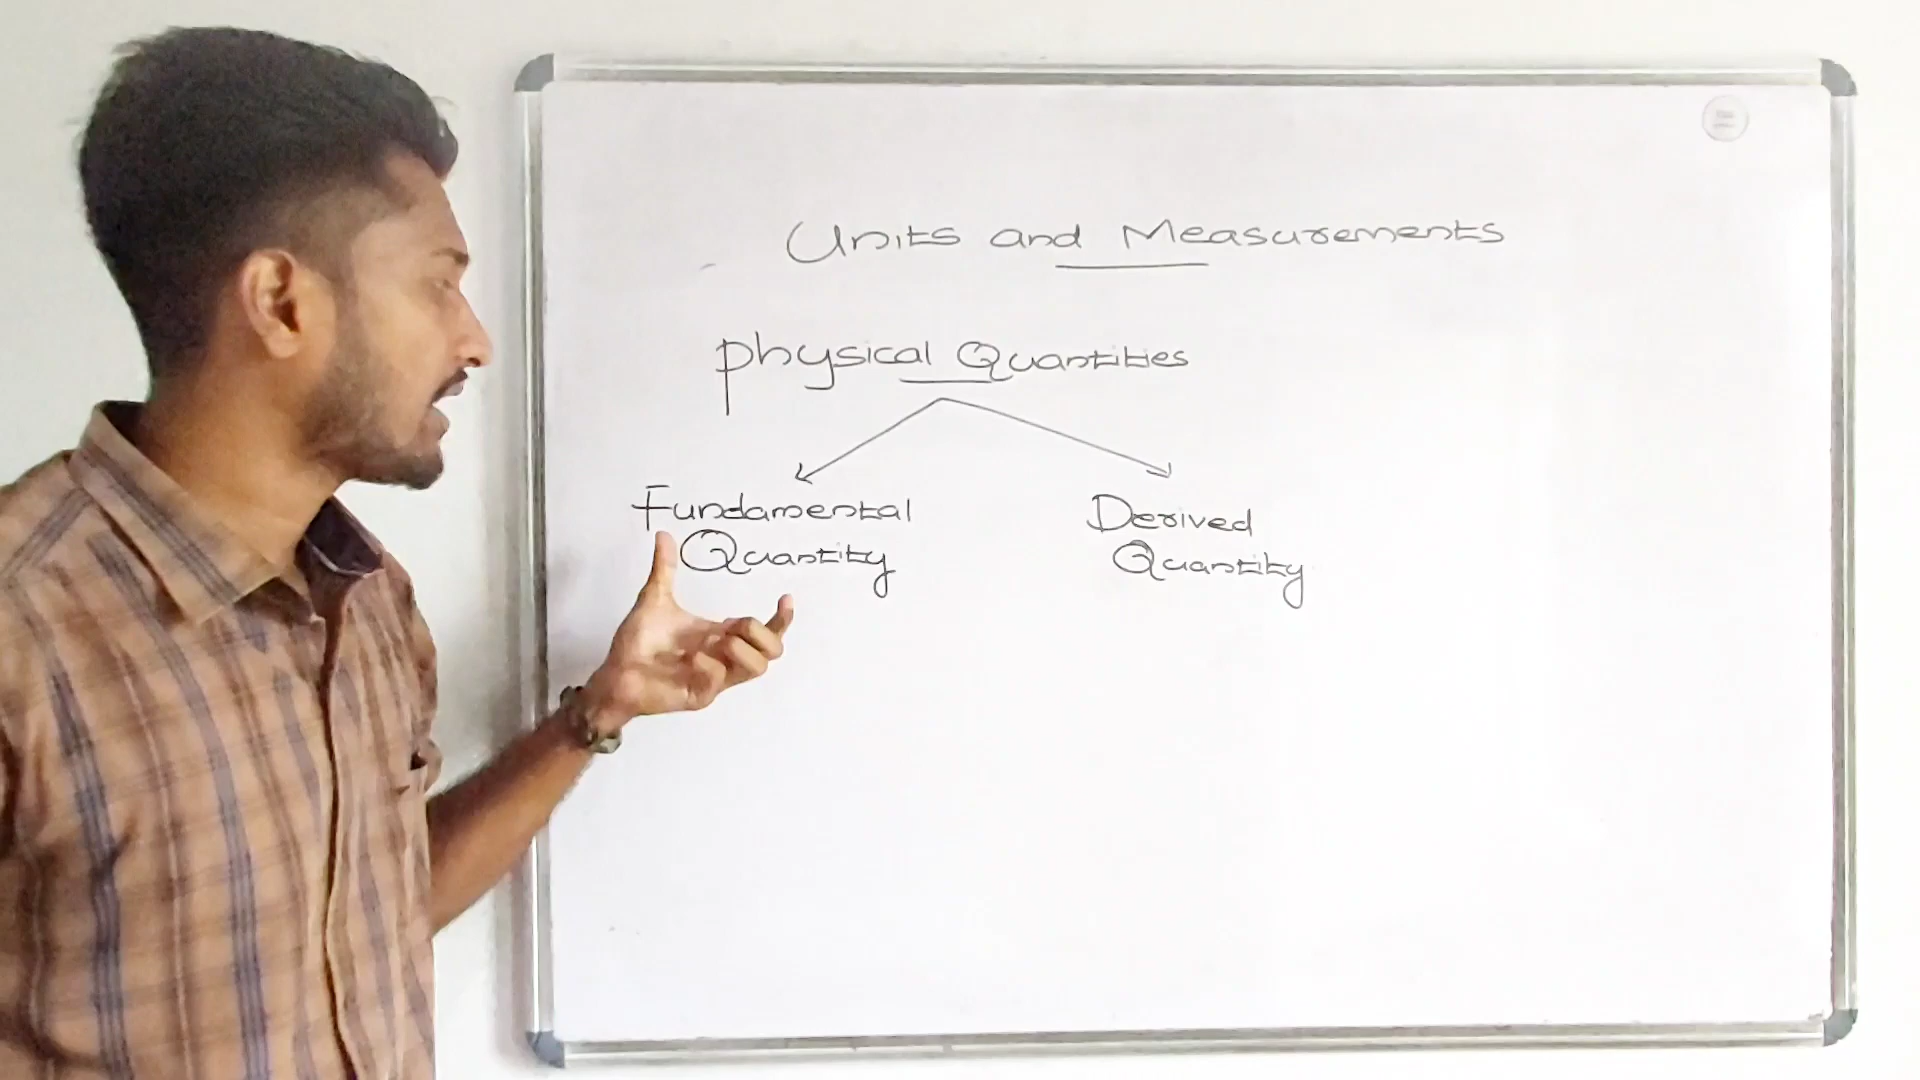 Units and Measurements
Physical Quantities
Fundamental
Quantity
Derived
Quantity